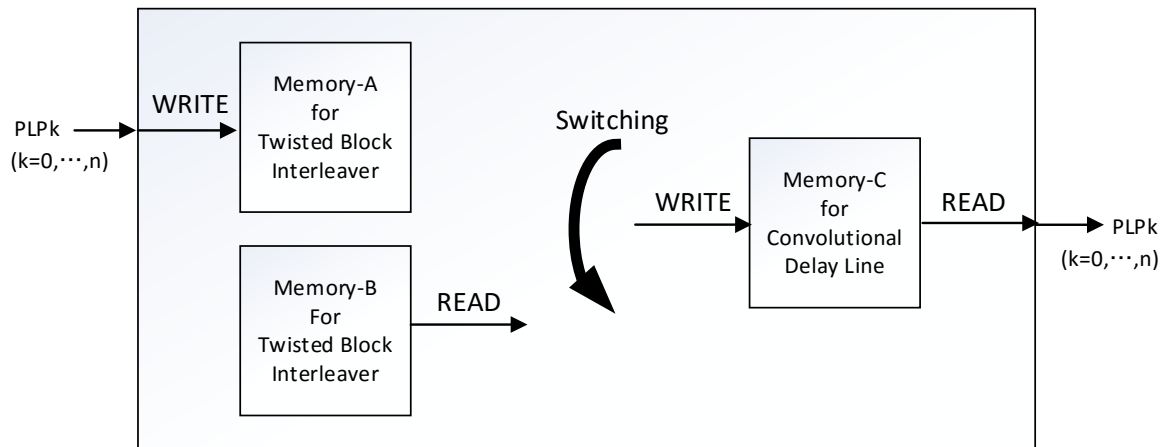 PLPk
(k=0,⋯,n)
WRITE
Memory-A
for
Twisted Block
Interleaver
Memory-B
For
Twisted Block
Interleaver
READ
Switching
WRITE
Memory-C
for
Convolutional
Delay Line
READ
PLPk
(k=0,⋯,n)